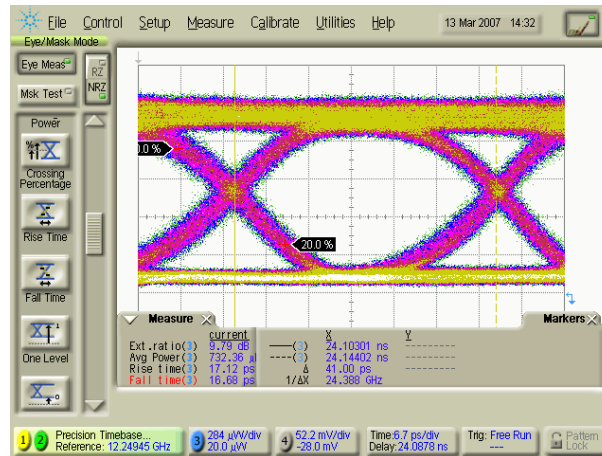 File Control Setup Measure Calibrate Utilities Help 13 Mar 2007 14:32
Eye/Mask Mode
Eye Meas
RZ
NRZ
Msk Test
Power
Crossing Percentage
Rise Time
Fall Time
One Level
0.0 %
20.0 %
Measure
Markers
current X Y
Ext.ratio(3) 9.79 dB (3) 24.10301 ns
Avg Power(3) 732.36 (3) 24.14402 ns
Rise time(3) 17.12 ps Δ 41.00 ps
Fall time(3) 16.68 ps 1/ΔX 24.388 GHz
1 2 Precision Timebase...
Reference: 12.24945 GHz
3 284 µW/div
20.0 µW
4 52.2 mV/div
-28.0 mV
Time:6.7 ps/div
Delay:24.0878 ns
Trig: Free Run
---
Pattern
Lock